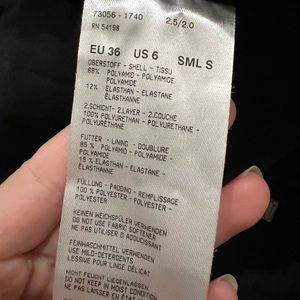 73056 - 1740 2.5/2.0
RN 54198
EU 36 US 6 SML S
OBERSTOFF - SHELL - TISSU
88% POLYAMID - POLYAMIDE
POLYAMIDE
12% ELASTHAN - ELASTANE
ÉLASTHANNE
2.SCHICHT- 2.LAYER - 2.COUCHE
100% POLYURETHAN - POLYURETHANE -
POLYURÉTHANE
FUTTER - LINING - DOUBLURE
85 % POLYAMID - POLYAMIDE
POLYAMIDE
15 % ELASTHAN - ELASTANE
ÉLASTHANNE
FÜLLUNG - PADDING - REMPLISSAGE
100 % POLYESTER - POLYESTER -
POLYESTER
KEINEN WEICHSPÜLER VERWENDEN
DO NOT USE FABRIC SOFTENER
NE PAS UTILISER D'ADOUCISSANT
FEINWASCHMITTEL VERWENDEN
USE MILD-DETERGENTS
LESSIVE POUR LINGE DÉLICAT
NICHT FEUCHT LIEGENLASSEN
DO NOT KEEP IN MOIST CONDITION